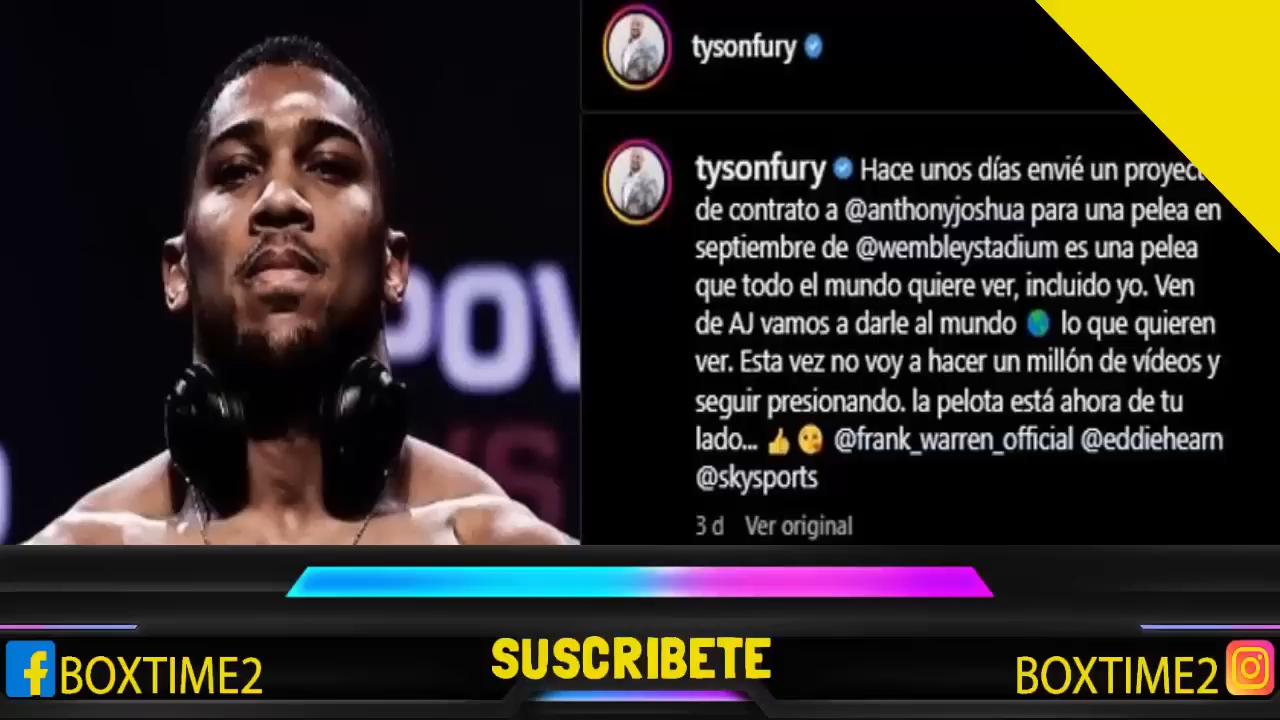 tysonfury
tysonfury Hace unos días envié un proyect
de contrato a @anthonyjoshua para una pelea en
septiembre de @wembleystadium es una pelea
que todo el mundo quiere ver, incluido yo. Ven
de AJ vamos a darle al mundo 🌎 lo que quieren
ver. Esta vez no voy a hacer un millón de vídeos y
seguir presionando. la pelota está ahora de tu
lado... 👍😘 @frank_warren_official @eddiehearn
@skysports
3 d Ver original
POW
SUSCRIBETE
BOXTIME2
BOXTIME2